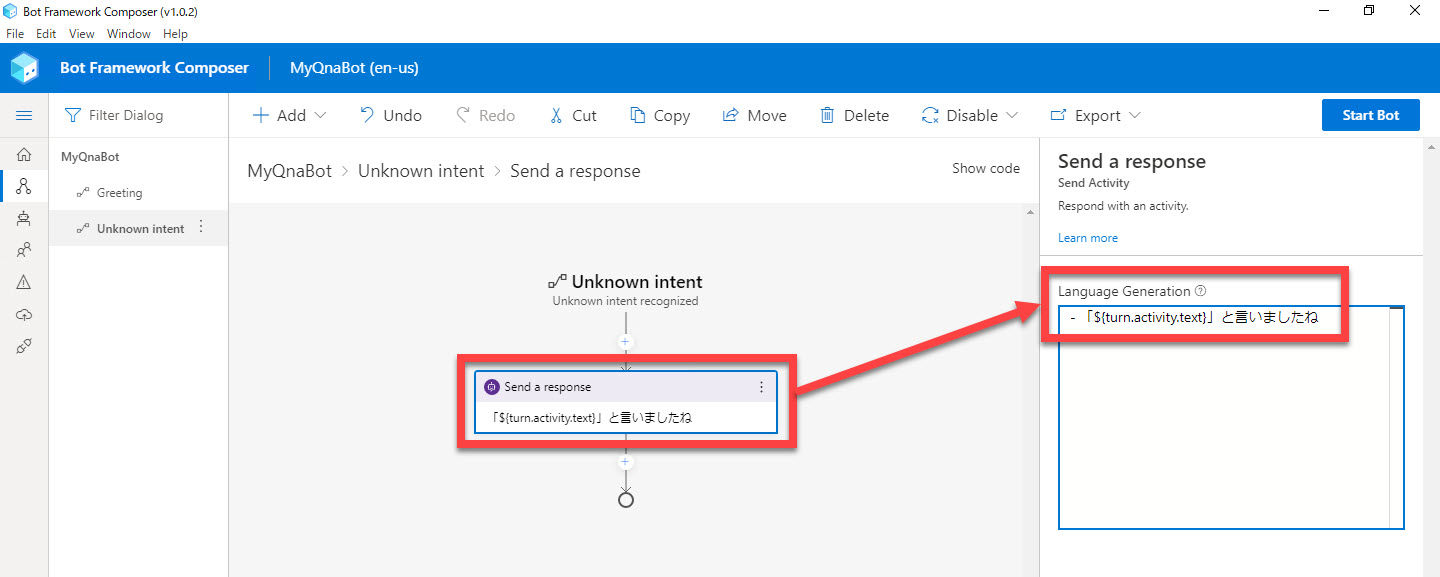 Bot Framework Composer (v1.0.2)
File Edit View Window Help
Bot Framework Composer MyQnaBot (en-us)
Filter Dialog
Add Undo Redo Cut Copy Move Delete Disable Export Start Bot
MyQnaBot
Greeting
Unknown intent
MyQnaBot > Unknown intent > Send a response Show code
Unknown intent
Unknown intent recognized
Send a response
「${turn.activity.text}」と言いましたね
Send a response
Send Activity
Respond with an activity.
Learn more
Language Generation
- 「${turn.activity.text}」と言いましたね